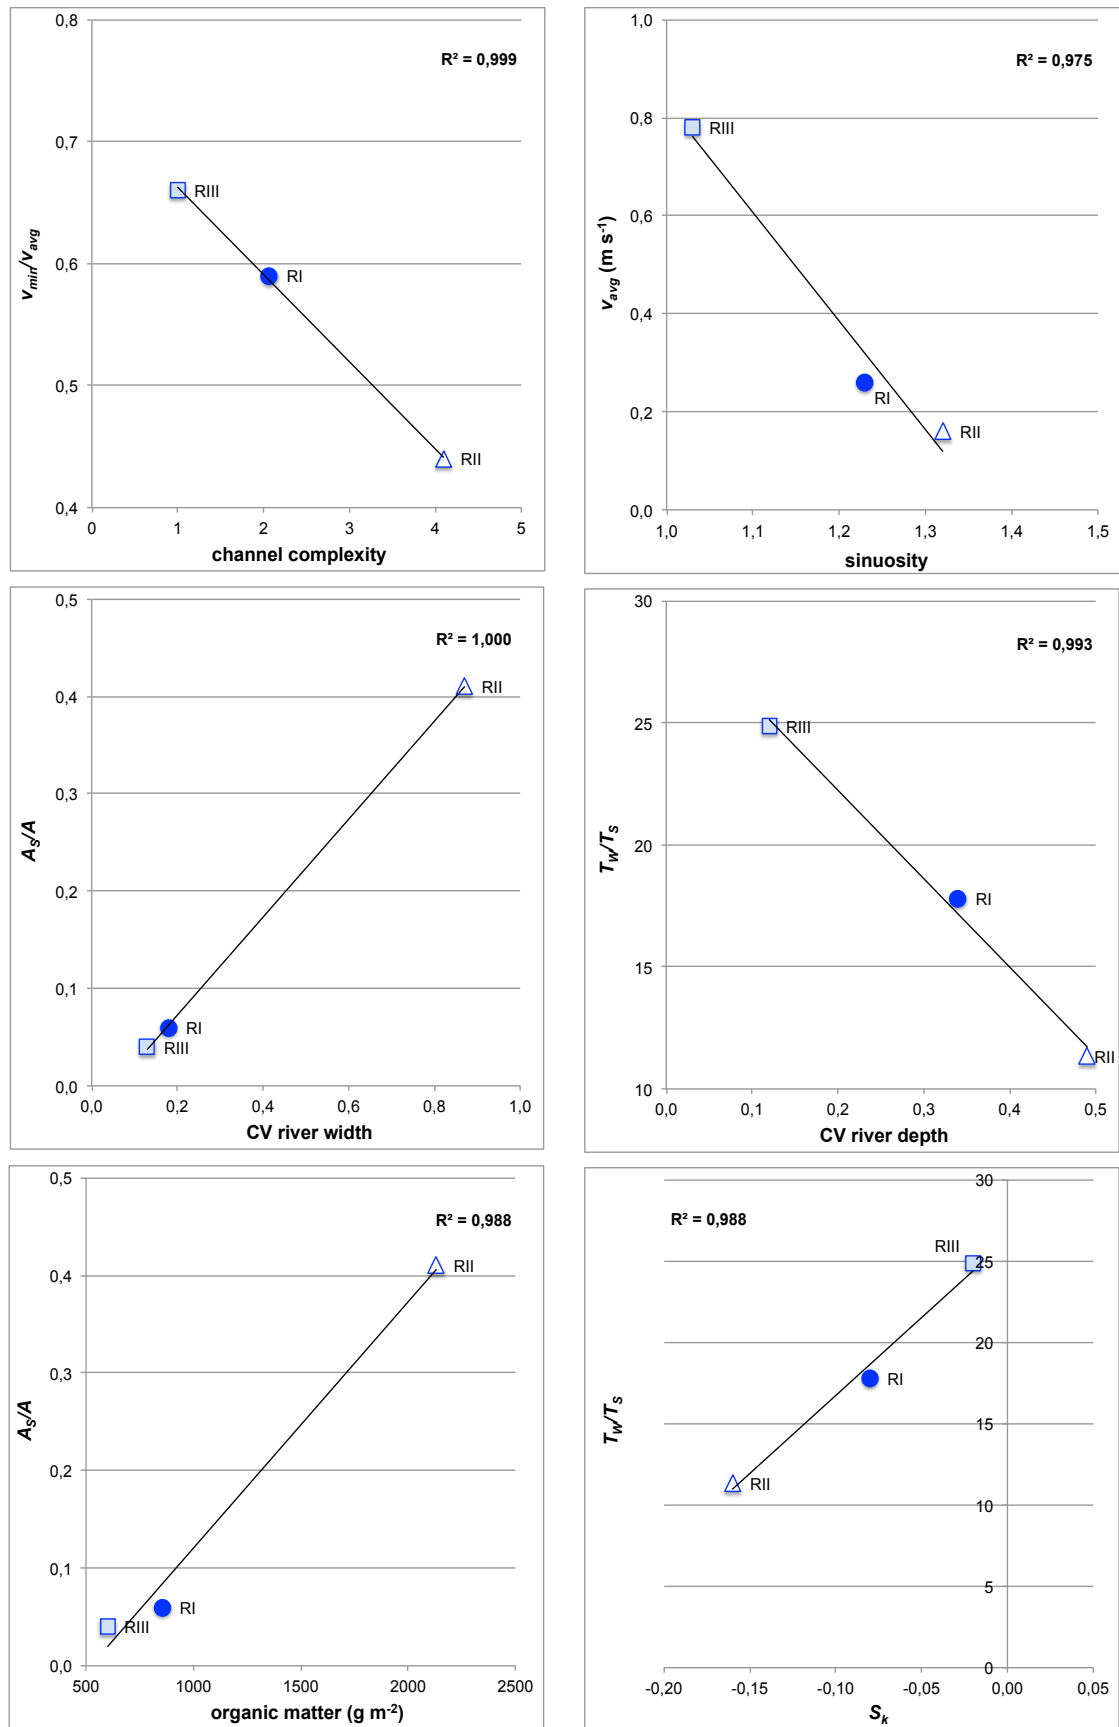 0,8
R² = 0,999
0,7
RIII
v_min/v_avg
0,6
RI
0,5
RII
0,4
0 1 2 3 4 5
channel complexity
1,0
R² = 0,975
0,8
RIII
0,6
v_avg (m s⁻¹)
0,4
RI
0,2
RII
0,0
1,0 1,1 1,2 1,3 1,4 1,5
sinuosity
0,5
R² = 1,000
RII
0,4
0,3
A_S/A
0,2
0,1
RI
RIII
0,0
0,0 0,2 0,4 0,6 0,8 1,0
CV river width
30
R² = 0,993
25
RIII
20
T_W/T_S
RI
15
RII
10
0,0 0,1 0,2 0,3 0,4 0,5
CV river depth
0,5
R² = 0,988
RII
0,4
0,3
A_S/A
0,2
0,1
RI
RIII
0,0
500 1000 1500 2000 2500
organic matter (g m⁻²)
30
R² = 0,988
RIII
25
20
RI
T_W/T_S
15
RII
10
5
0
-0,20 -0,15 -0,10 -0,05 0,00 0,05
S_k